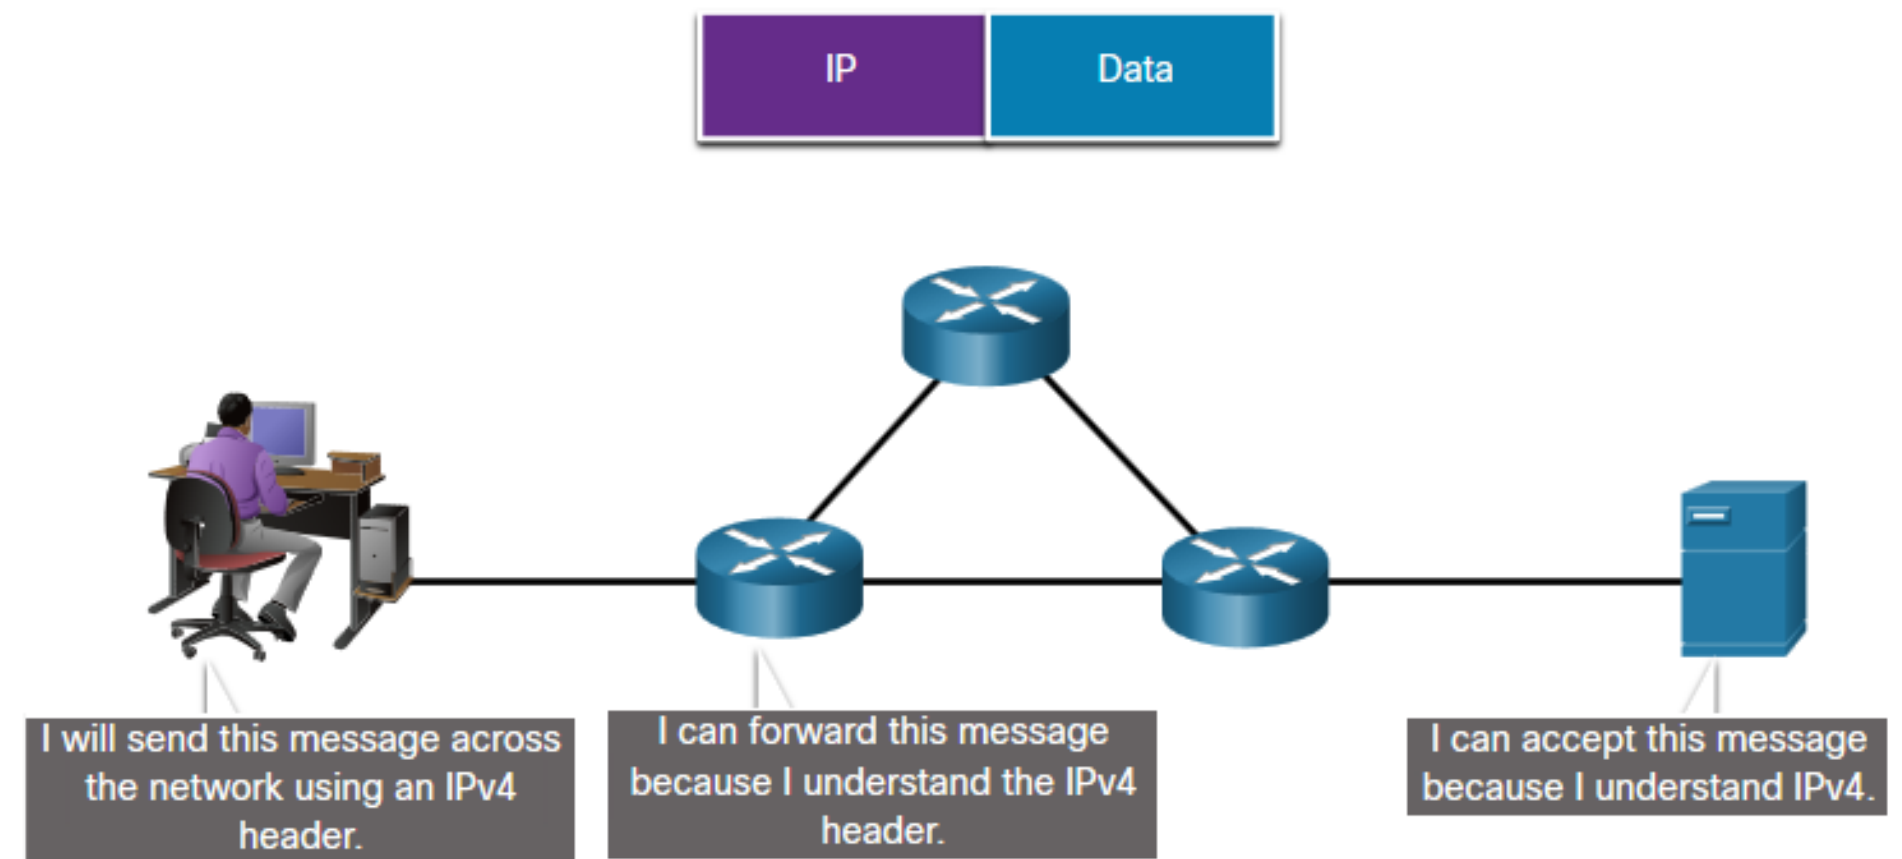 IP
Data
I will send this message across
the network using an IPv4
header.
I can forward this message
because I understand the IPv4
header.
I can accept this message
because I understand IPv4.